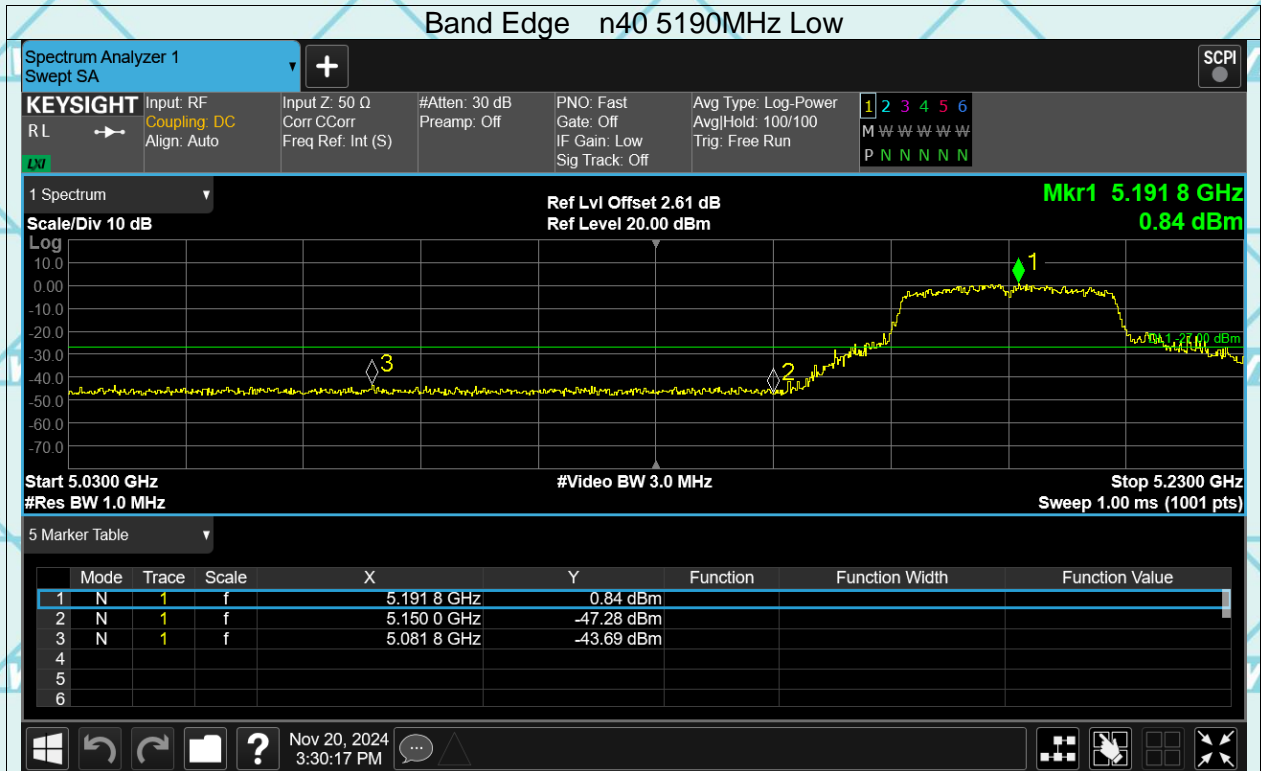 Band Edge n40 5190MHz Low
Spectrum Analyzer 1
Swept SA
+
SCPI
KEYSIGHT
RL
LXI
Input: RF
Coupling: DC
Align: Auto
Input Z: 50 Ω
Corr CCorr
Freq Ref: Int (S)
#Atten: 30 dB
Preamp: Off
PNO: Fast
Gate: Off
IF Gain: Low
Sig Track: Off
Avg Type: Log-Power
Avg|Hold: 100/100
Trig: Free Run
1 2 3 4 5 6
M W W W W W
P N N N N N
1 Spectrum
Scale/Div 10 dB
Ref Lvl Offset 2.61 dB
Ref Level 20.00 dBm
Mkr1 5.191 8 GHz
0.84 dBm
Log
10.0
0.00
-10.0
-20.0
-30.0
-40.0
-50.0
-60.0
-70.0
1
2
3
DL1 -27.00 dBm
Start 5.0300 GHz
#Res BW 1.0 MHz
#Video BW 3.0 MHz
Stop 5.2300 GHz
Sweep 1.00 ms (1001 pts)
5 Marker Table
Mode Trace Scale X Y Function Function Width Function Value
1 N 1 f 5.191 8 GHz 0.84 dBm
2 N 1 f 5.150 0 GHz -47.28 dBm
3 N 1 f 5.081 8 GHz -43.69 dBm
4
5
6
?
Nov 20, 2024
3:30:17 PM